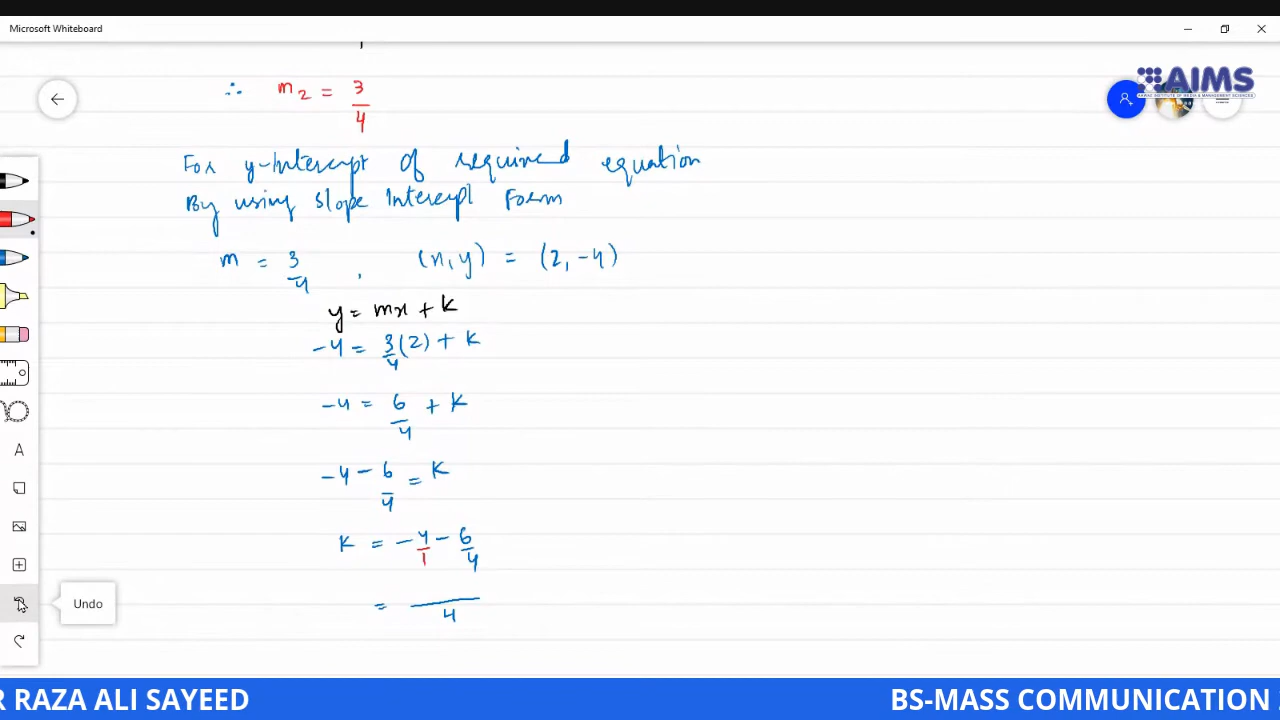 Microsoft Whiteboard
AIMS
∴ m₂ = 3/4
For y-Intercept of required equation
By using Slope Intercept Form
m = 3/4 , (x,y) = (2, -4)
y = mx + k
-4 = 3/4 (2) + k
-4 = 6/4 + k
-4 - 6/4 = k
k = -4/1 - 6/4
= /4
A
Undo
R RAZA ALI SAYEED
BS-MASS COMMUNICATION